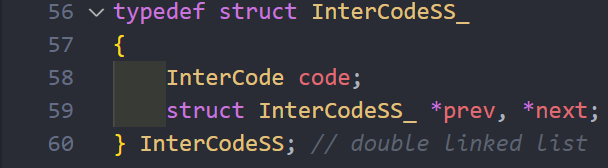 56 typedef struct InterCodeSS_
57 {
58 InterCode code;
59 struct InterCodeSS_ *prev, *next;
60 } InterCodeSS; // double linked list